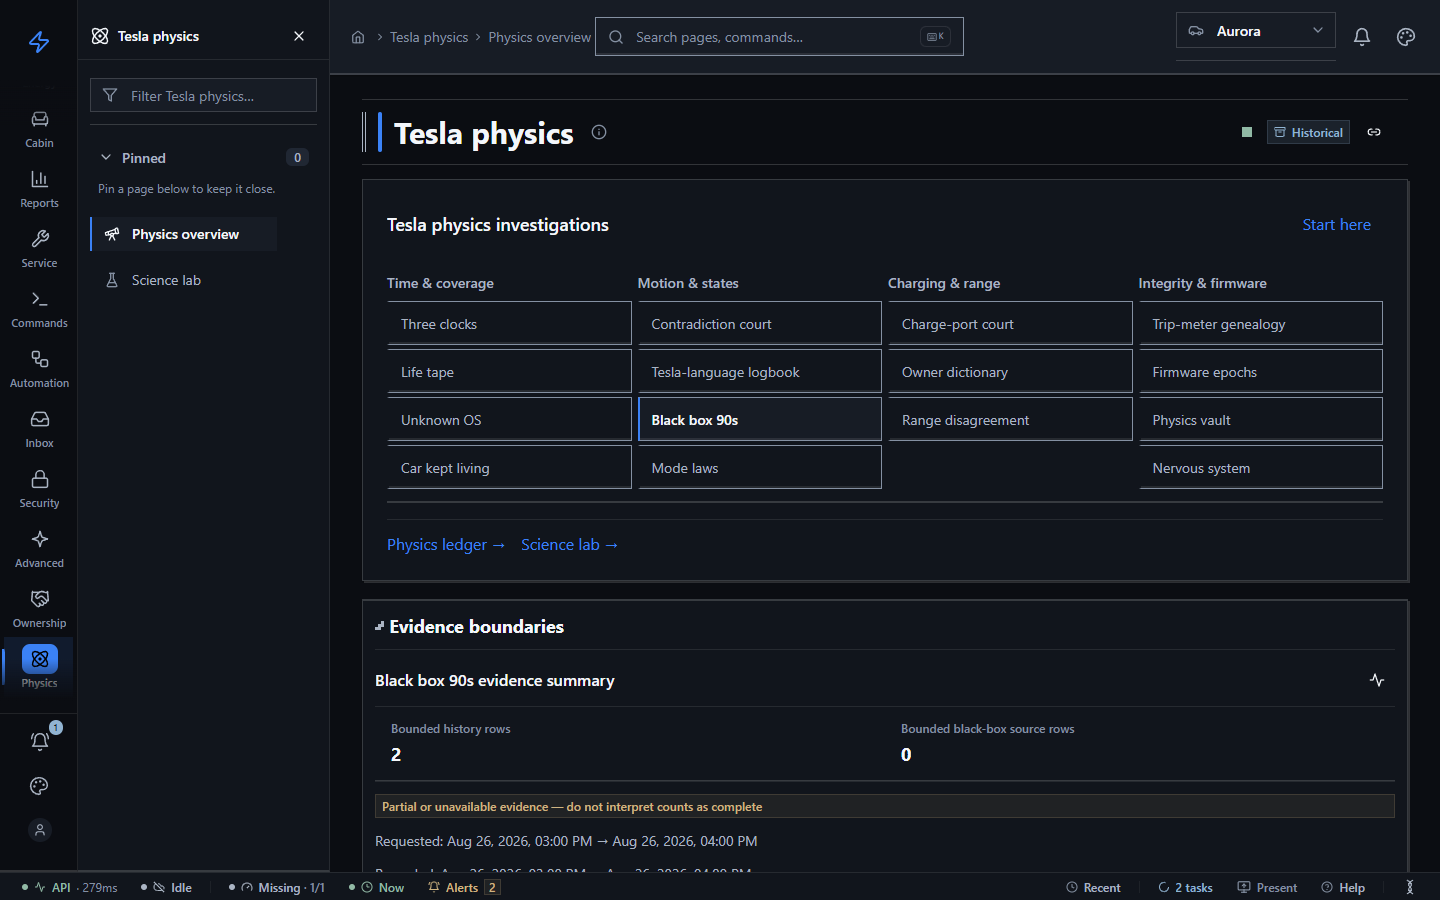 Tesla physics
Tesla physics
Physics overview
Search pages, commands...
K
Aurora
Cabin
Reports
Service
Commands
Automation
Inbox
Security
Advanced
Ownership
Physics
1
Filter Tesla physics...
Pinned
0
Pin a page below to keep it close.
Physics overview
Science lab
Tesla physics
Historical
Tesla physics investigations
Start here
Time & coverage
Motion & states
Charging & range
Integrity & firmware
Three clocks
Contradiction court
Charge-port court
Trip-meter genealogy
Life tape
Tesla-language logbook
Owner dictionary
Firmware epochs
Unknown OS
Black box 90s
Range disagreement
Physics vault
Car kept living
Mode laws
Nervous system
Physics ledger →
Science lab →
Evidence boundaries
Black box 90s evidence summary
Bounded history rows
2
Bounded black-box source rows
0
Partial or unavailable evidence — do not interpret counts as complete
Requested: Aug 26, 2026, 03:00 PM → Aug 26, 2026, 04:00 PM
API · 279ms
Idle
Missing · 1/1
Now
Alerts 2
Recent
2 tasks
Present
Help